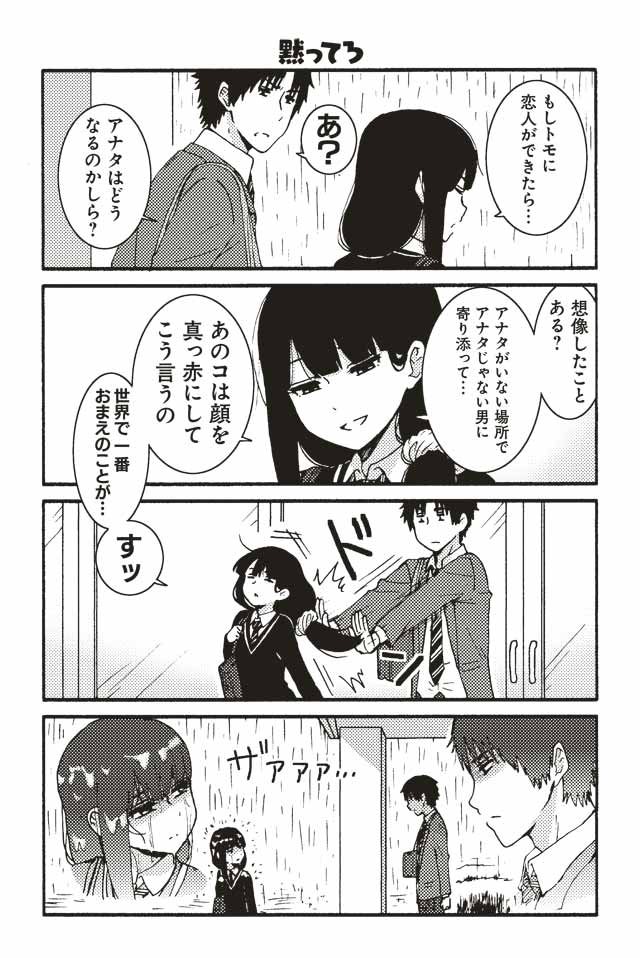 黙ってろ
もしトモに
恋人ができたら…
あ?
アナタはどう
なるのかしら?
想像したこと
ある?
アナタがいない場所で
アナタじゃない男に
寄り添って…
あのコは顔を
真っ赤にして
こう言うの
世界で一番
おまえのことが…
すッ
ドーン
ザァァァ…